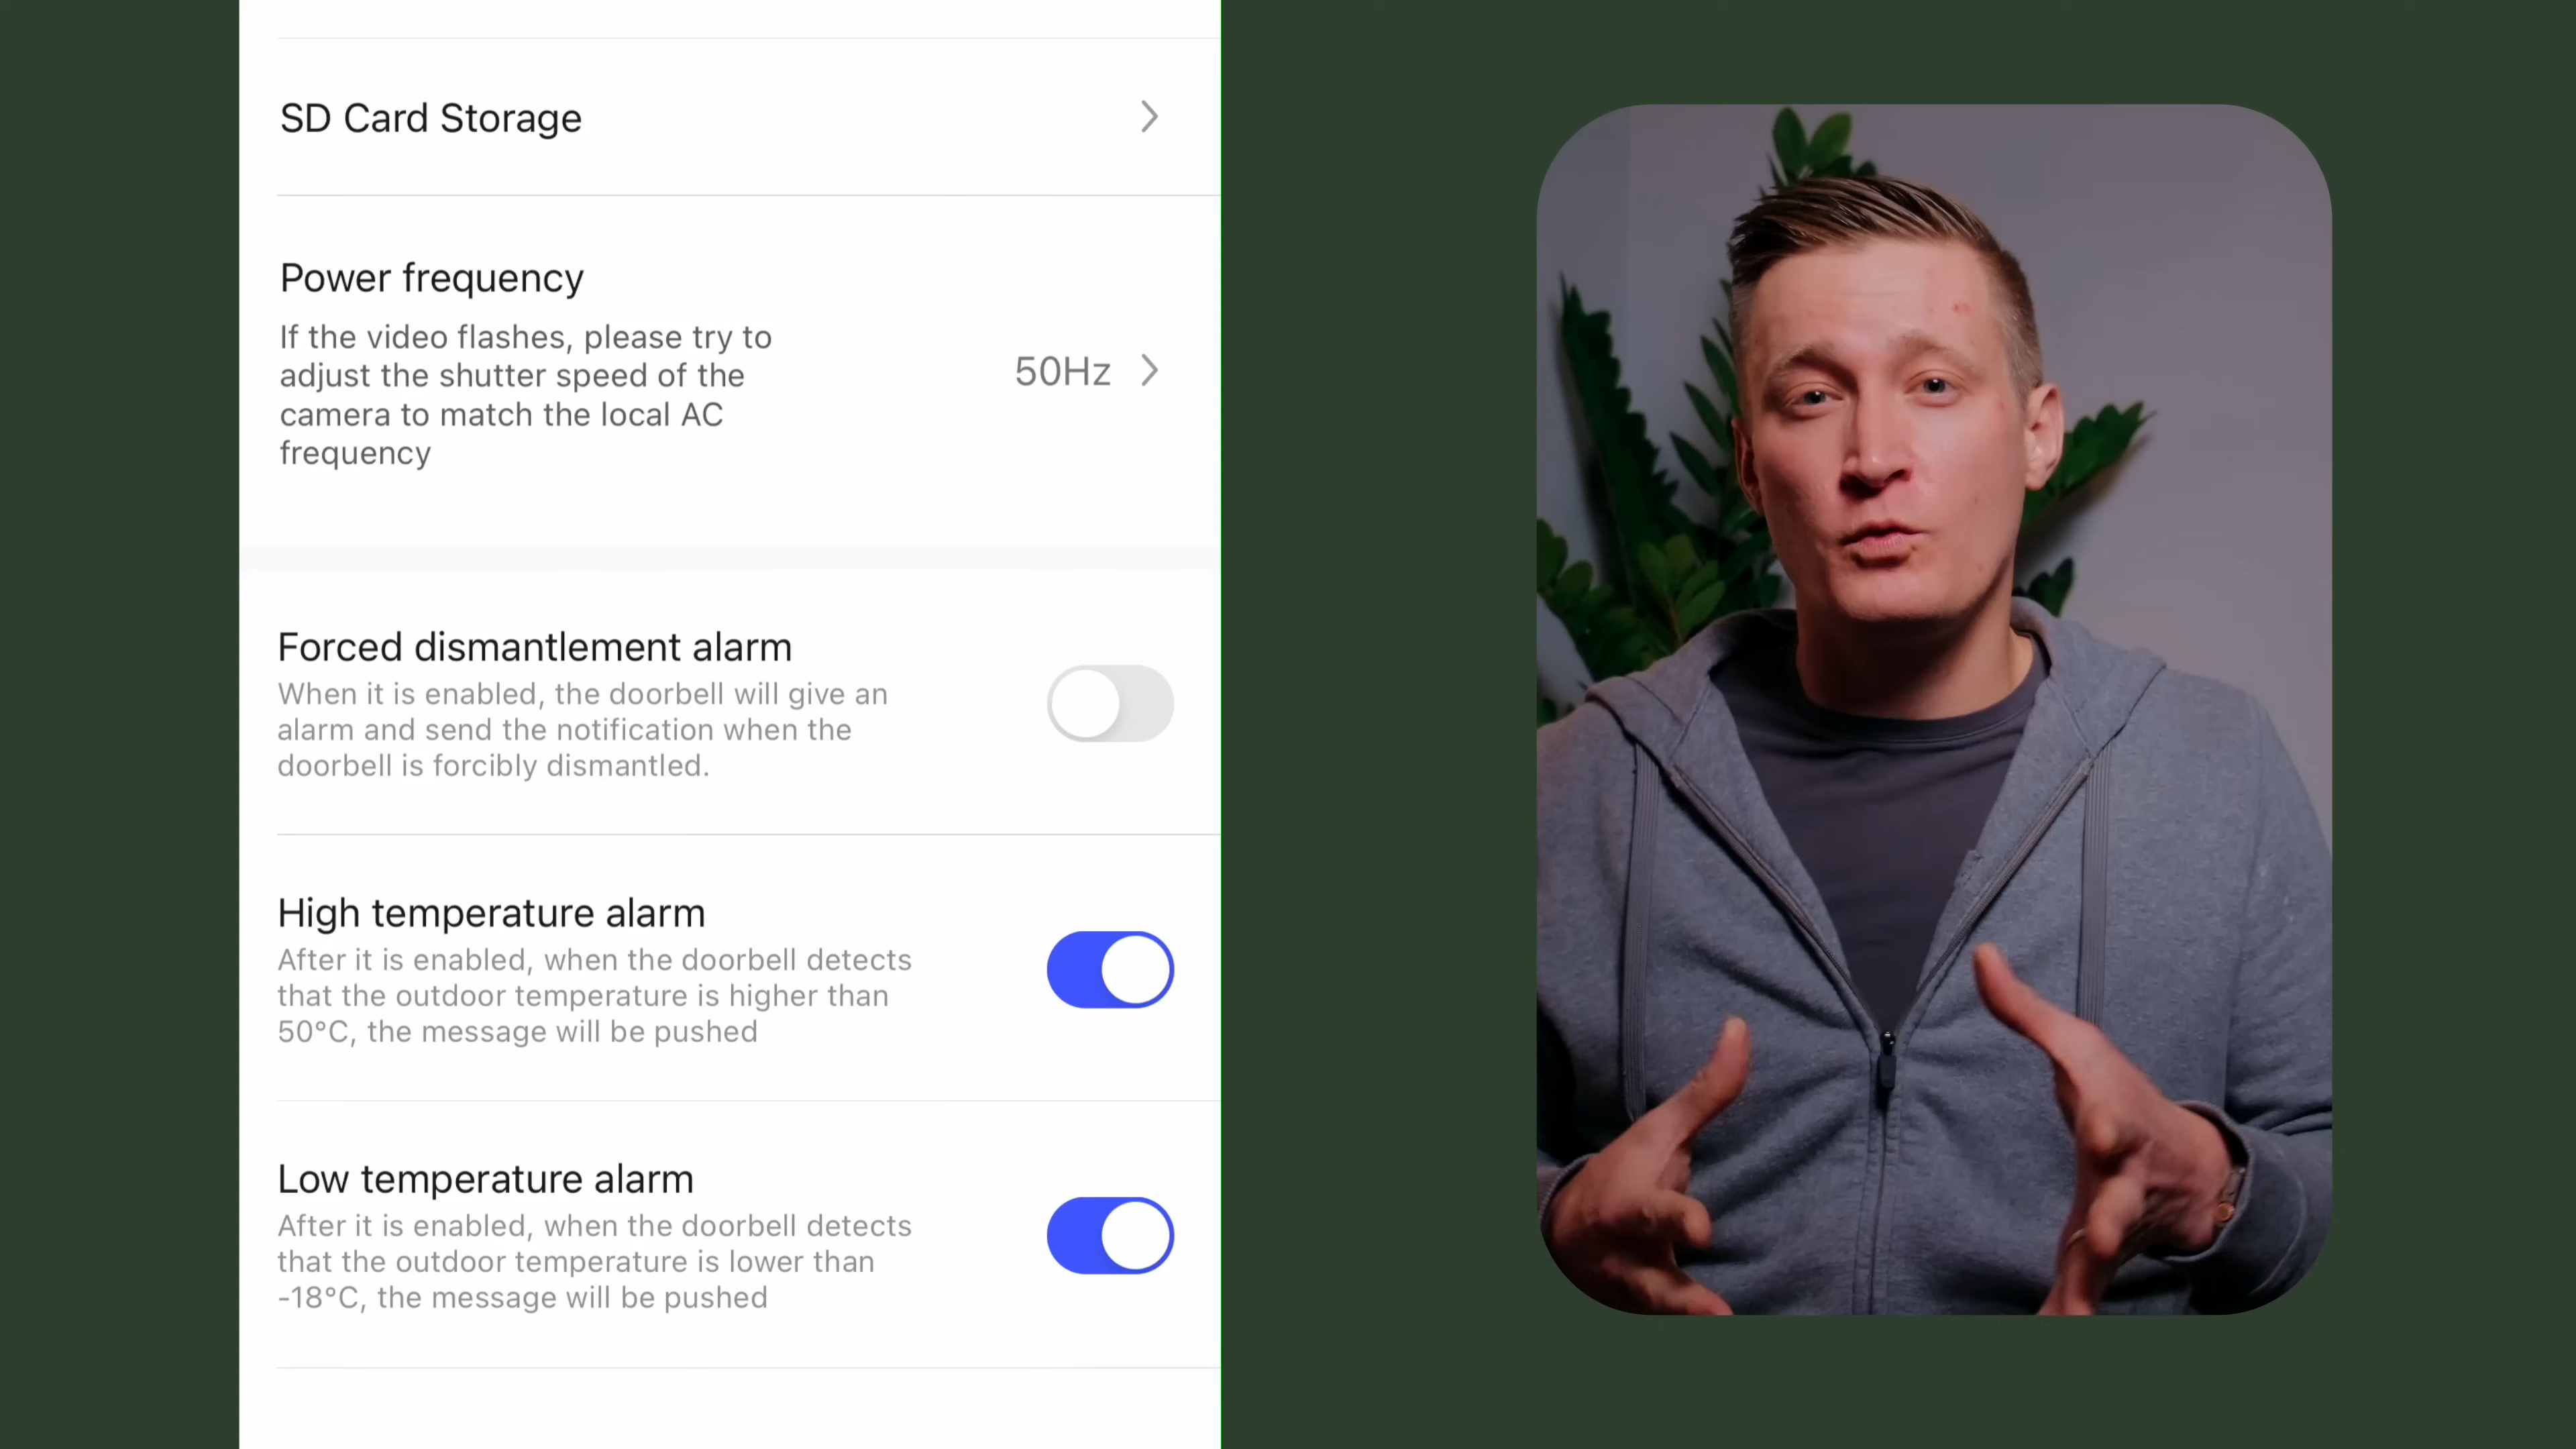 SD Card Storage
Power frequency
If the video flashes, please try to
adjust the shutter speed of the
camera to match the local AC
frequency
50Hz
Forced dismantlement alarm
When it is enabled, the doorbell will give an
alarm and send the notification when the
doorbell is forcibly dismantled.
High temperature alarm
After it is enabled, when the doorbell detects
that the outdoor temperature is higher than
50°C, the message will be pushed
Low temperature alarm
After it is enabled, when the doorbell detects
that the outdoor temperature is lower than
-18°C, the message will be pushed